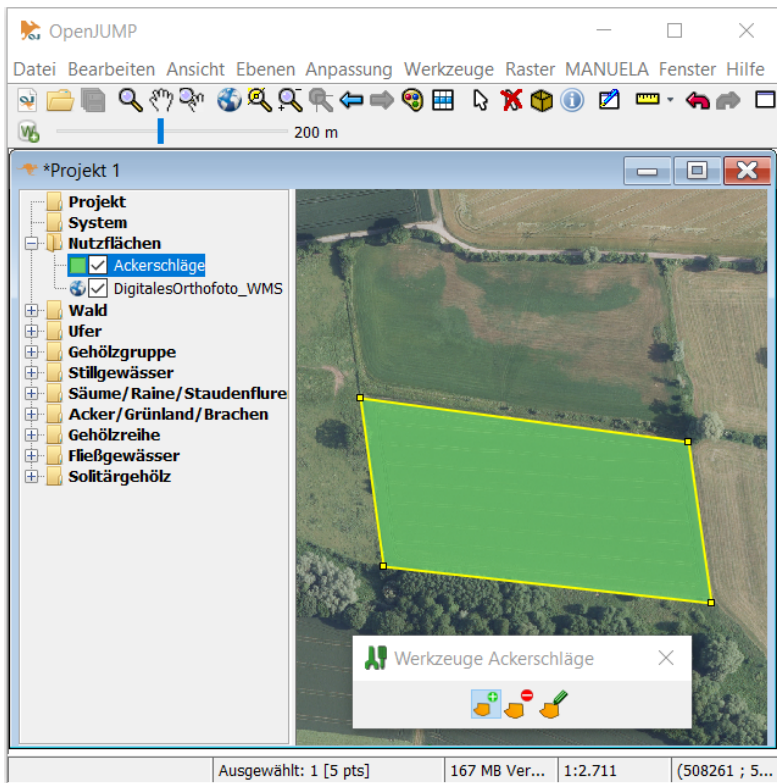 OpenJUMP
Datei Bearbeiten Ansicht Ebenen Anpassung Werkzeuge Raster MANUELA Fenster Hilfe
200 m
*Projekt 1
Projekt
System
Nutzflächen
Ackerschläge
DigitalesOrthofoto_WMS
Wald
Ufer
Gehölzgruppe
Stillgewässer
Säume/Raine/Staudenflure
Acker/Grünland/Brachen
Gehölzreihe
Fließgewässer
Solitärgehölz
Werkzeuge Ackerschläge
Ausgewählt: 1 [5 pts] 167 MB Ver... 1:2.711 (508261 ; 5...